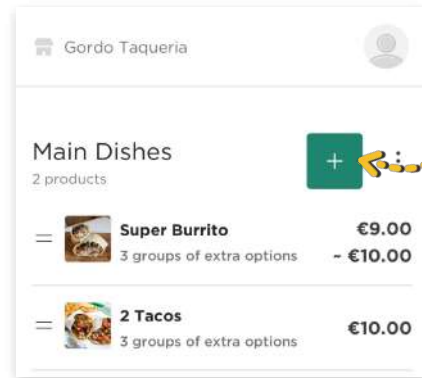 Gordo Taqueria
Main Dishes
2 products
+
Super Burrito
€9.00
3 groups of extra options
~ €10.00
2 Tacos
€10.00
3 groups of extra options